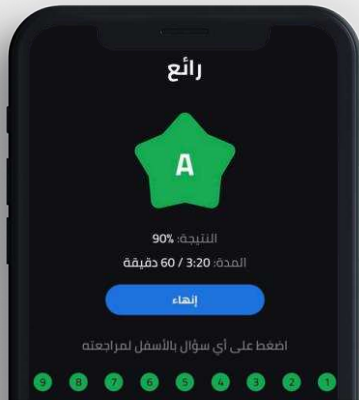 رائع
A
النتيجة: 90%
المدة: 3:20 / 60 دقيقة
إنهاء
اضغط على أي سؤال بالأسفل لمراجعته
1 2 3 4 5 6 7 8 9